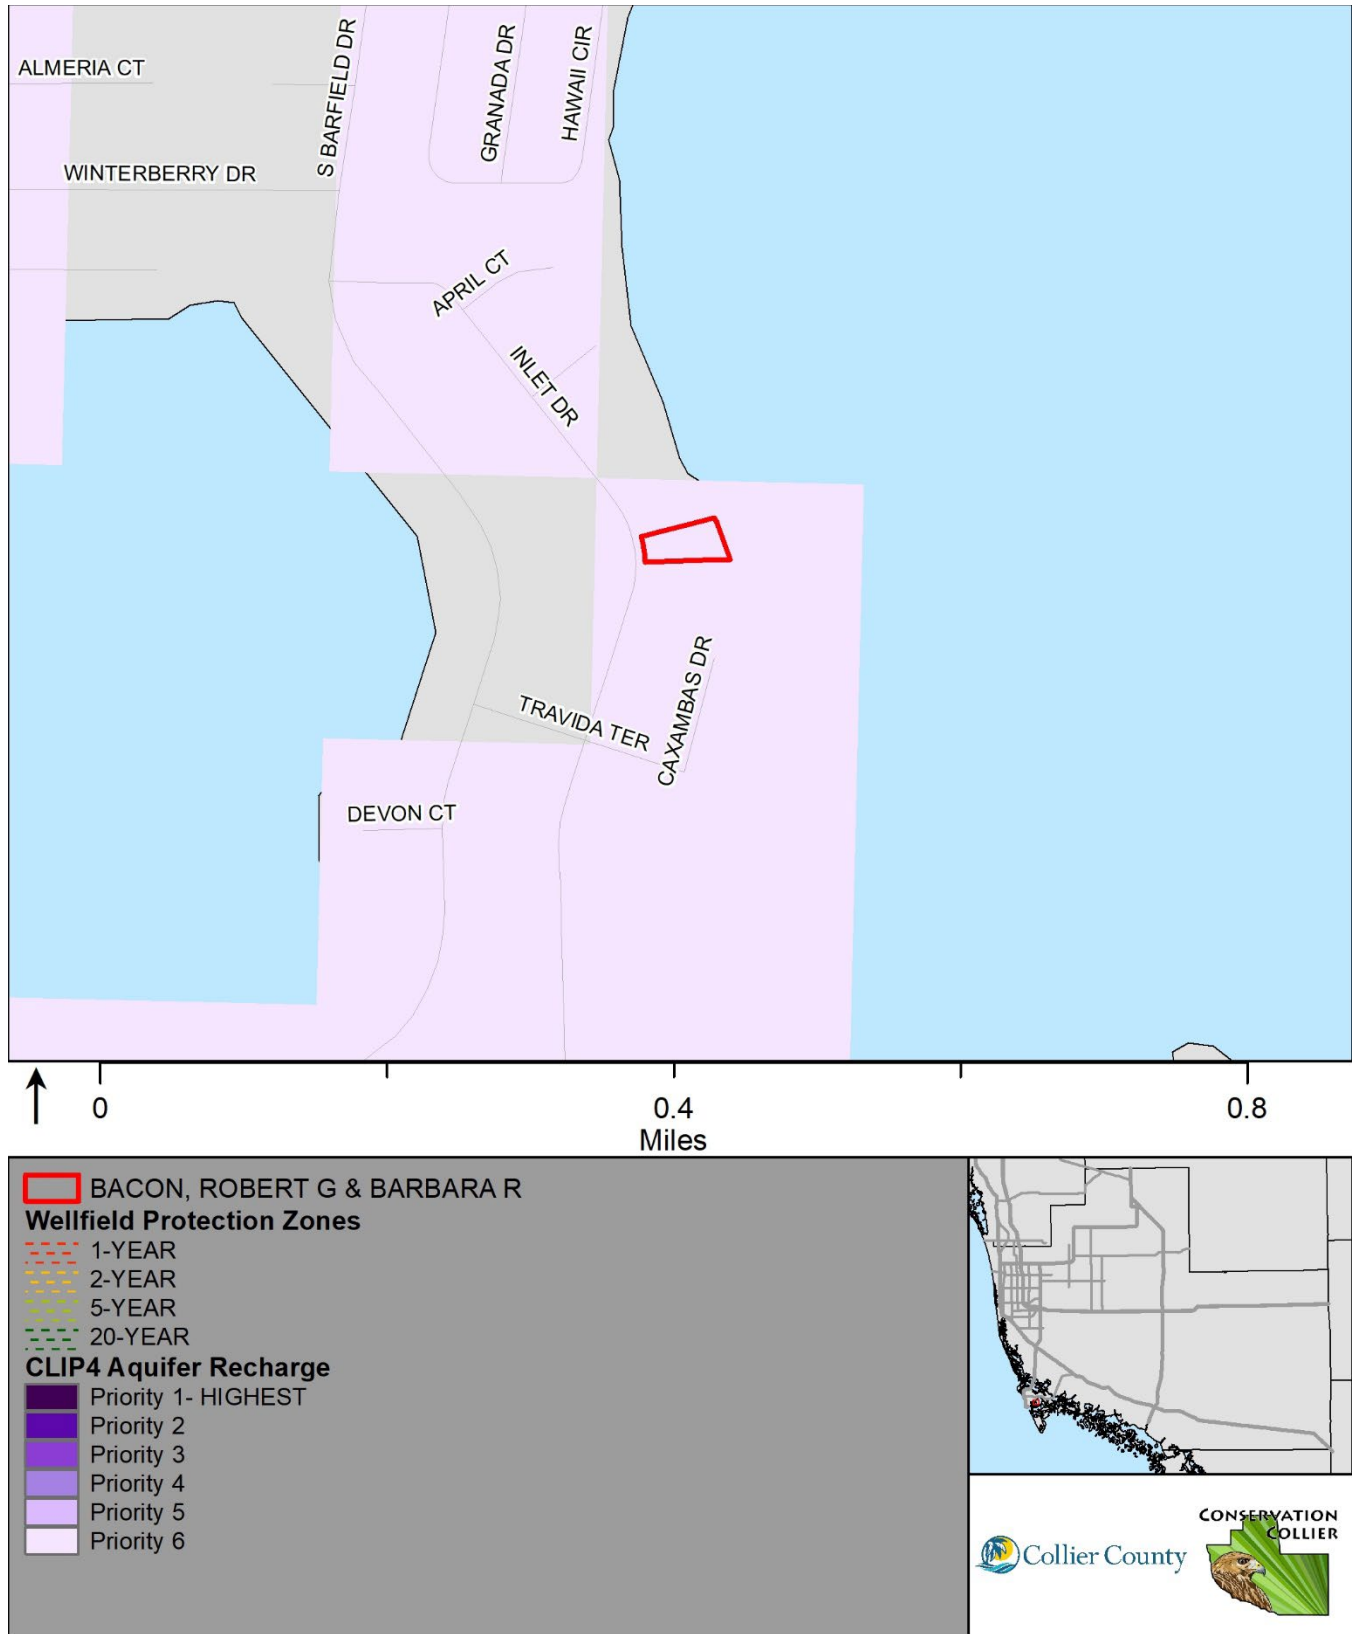 ALMERIA CT
WINTERBERRY DR
S BARFIELD DR
GRANADA DR
HAWAII CIR
APRIL CT
INLET DR
TRAVIDA TER
CAXAMBAS DR
DEVON CT
0
0.4
0.8
Miles
BACON, ROBERT G & BARBARA R
Wellfield Protection Zones
1-YEAR
2-YEAR
5-YEAR
20-YEAR
CLIP4 Aquifer Recharge
Priority 1- HIGHEST
Priority 2
Priority 3
Priority 4
Priority 5
Priority 6
Collier County
CONSERVATION
COLLIER